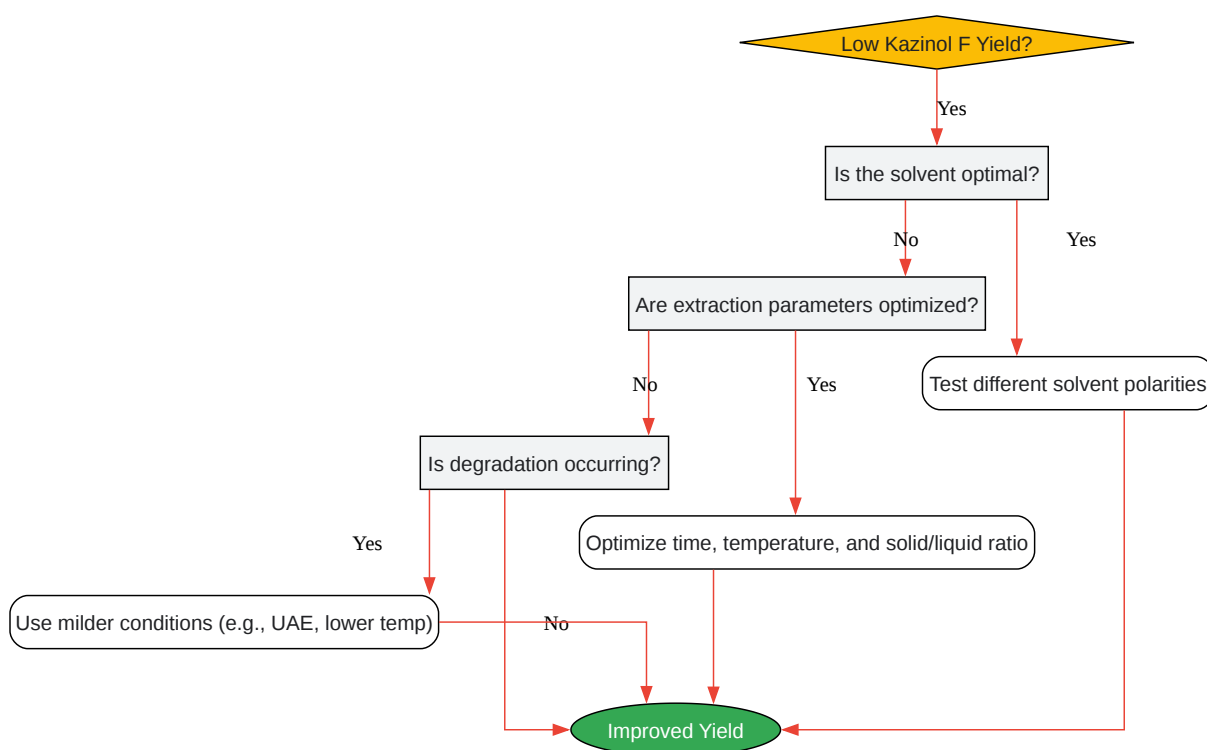 Low Kazinol F Yield?
Yes
Is the solvent optimal?
No
Yes
Are extraction parameters optimized?
No
Yes
Test different solvent polarities
Is degradation occurring?
Yes
Optimize time, temperature, and solid/liquid ratio
Use milder conditions (e.g., UAE, lower temp)
No
Improved Yield